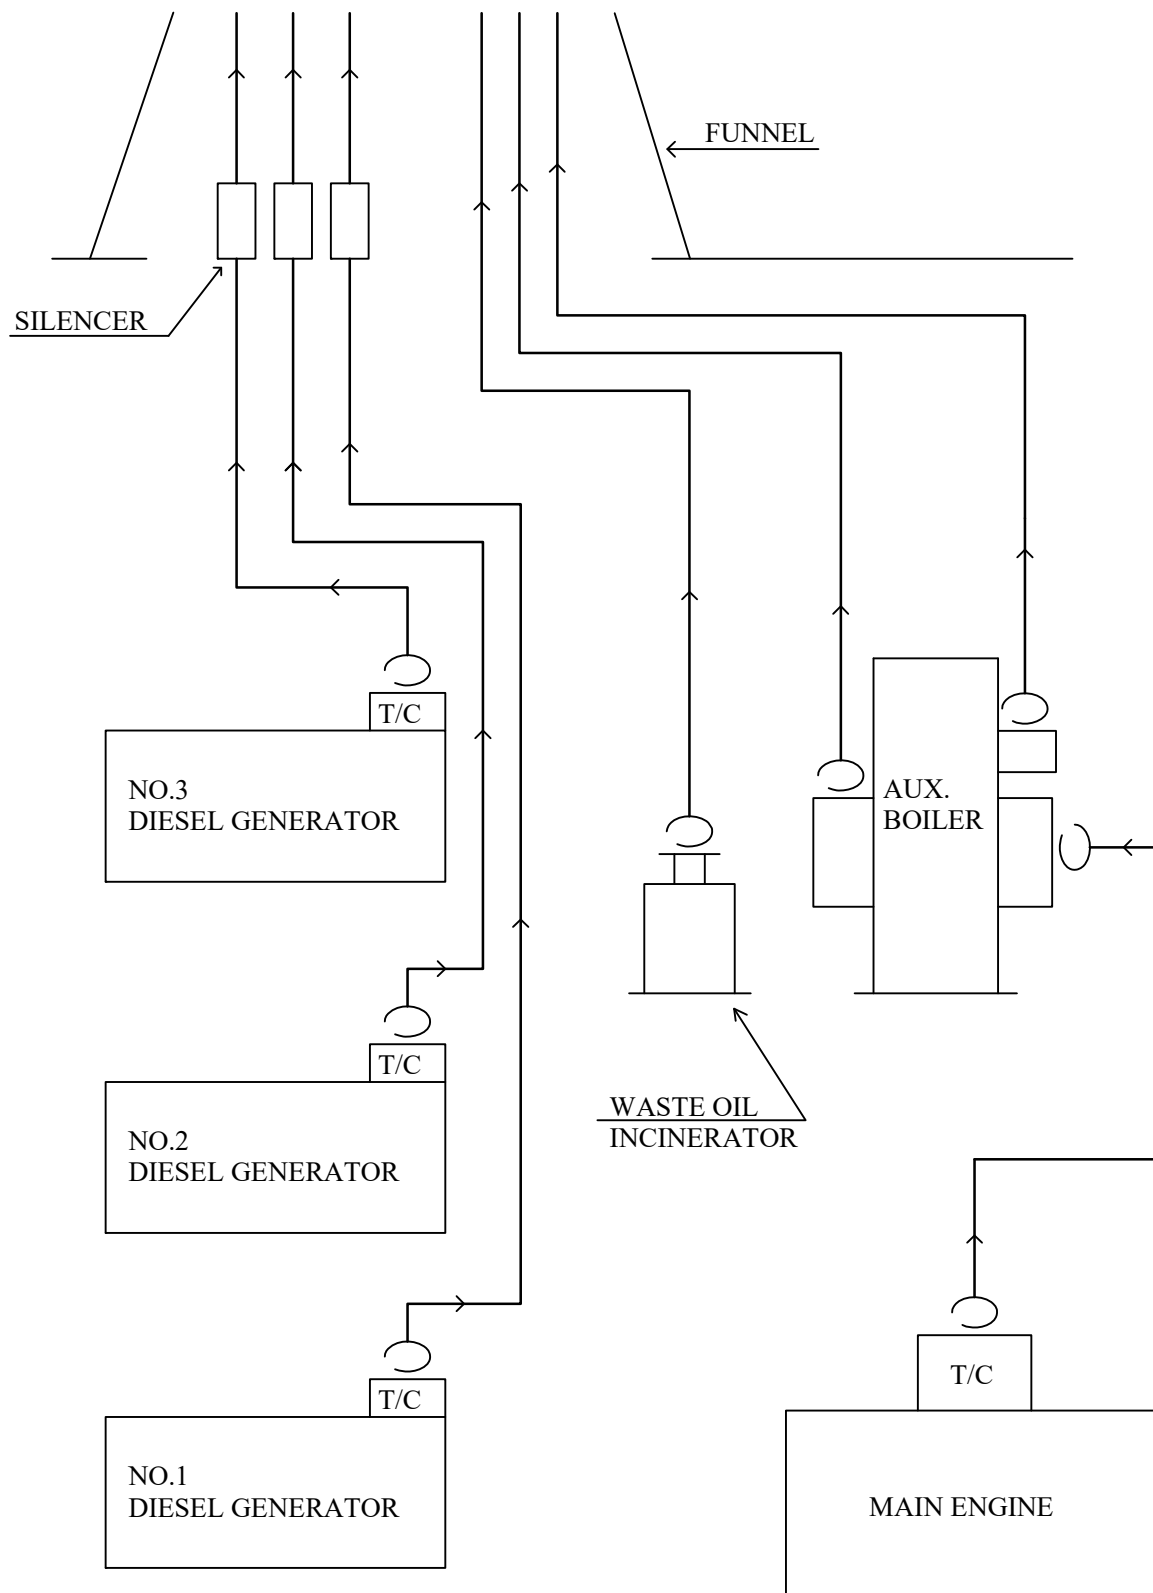 FUNNEL
SILENCER
T/C
NO.3
DIESEL GENERATOR
AUX.
BOILER
T/C
NO.2
DIESEL GENERATOR
WASTE OIL
INCINERATOR
T/C
NO.1
DIESEL GENERATOR
T/C
MAIN ENGINE